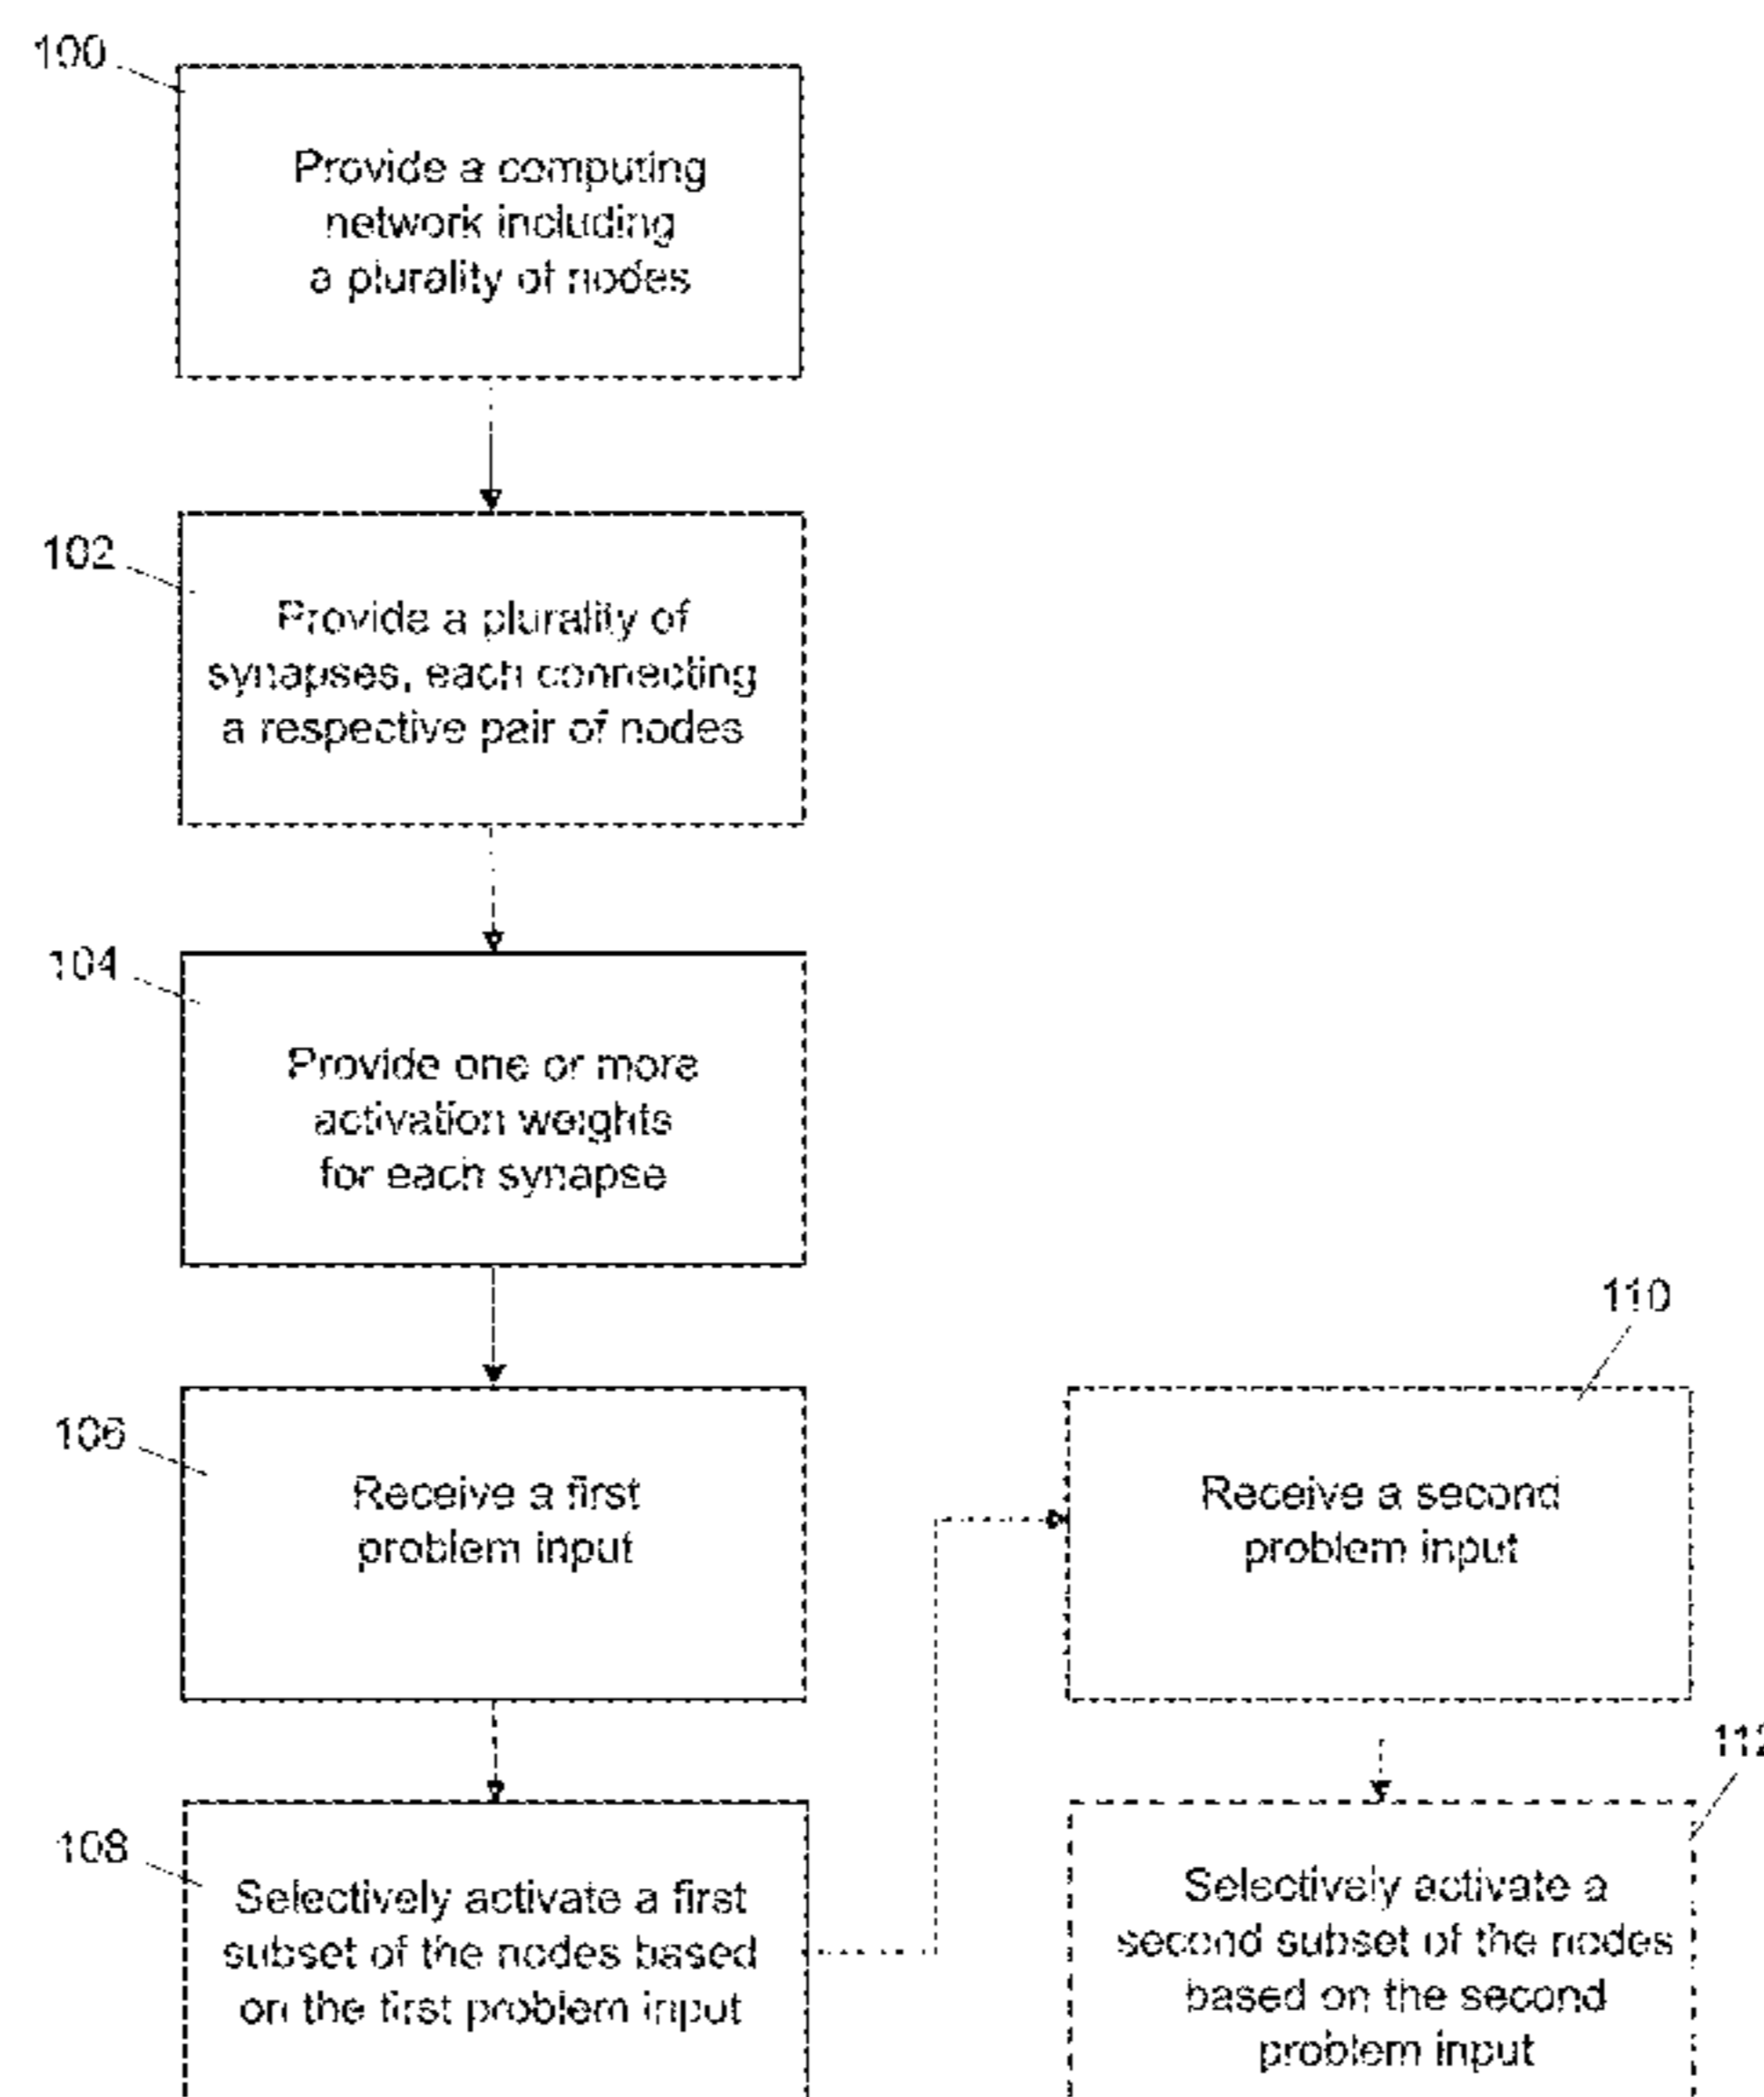 100
Provide a computing
network including
a plurality of nodes
102
Provide a plurality of
synapses, each connecting
a respective pair of nodes
104
Provide one or more
activation weights
for each synapse
106
Receive a first
problem input
108
Selectively activate a first
subset of the nodes based
on the first problem input
110
Receive a second
problem input
112
Selectively activate a
second subset of the nodes
based on the second
problem input